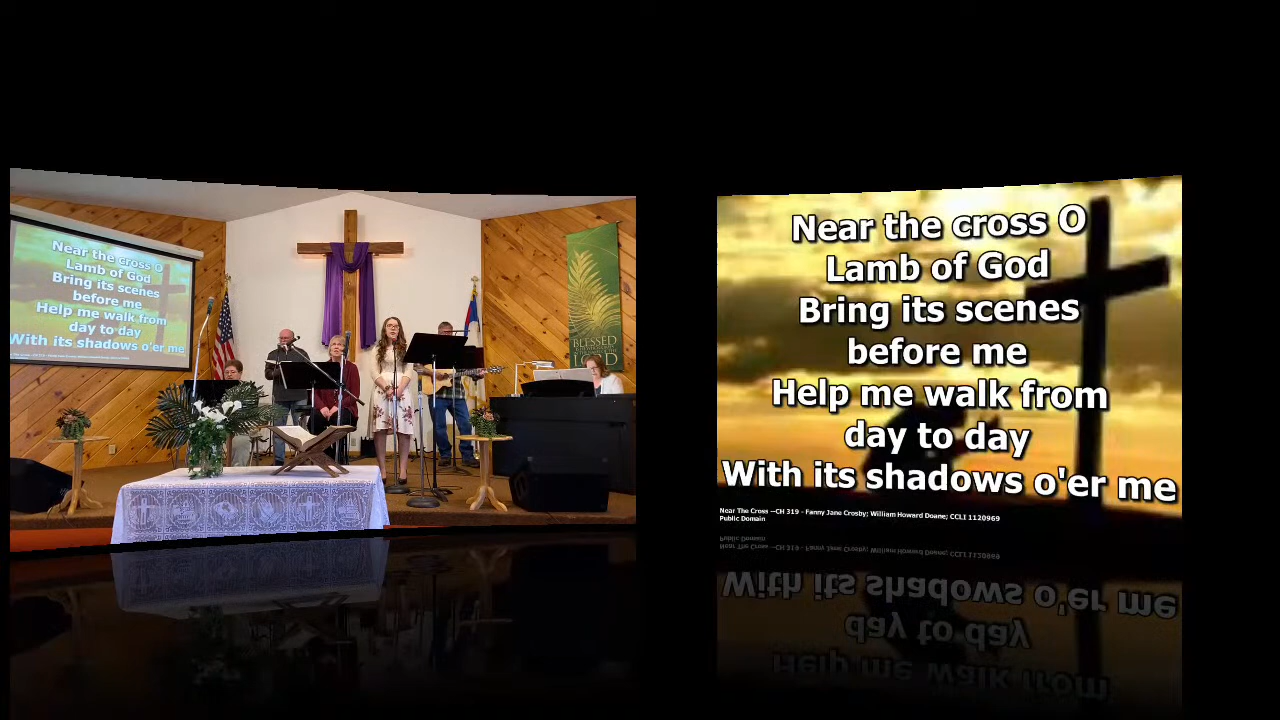 Near the cross O
Lamb of God
Bring its scenes
before me
Help me walk from
day to day
With its shadows o'er me
BLESSED
LORD
Near the cross O
Lamb of God
Bring its scenes
before me
Help me walk from
day to day
With its shadows o'er me
Near The Cross --CH 319 - Fanny Jane Crosby; William Howard Doane; CCLI 1120969
Public Domain